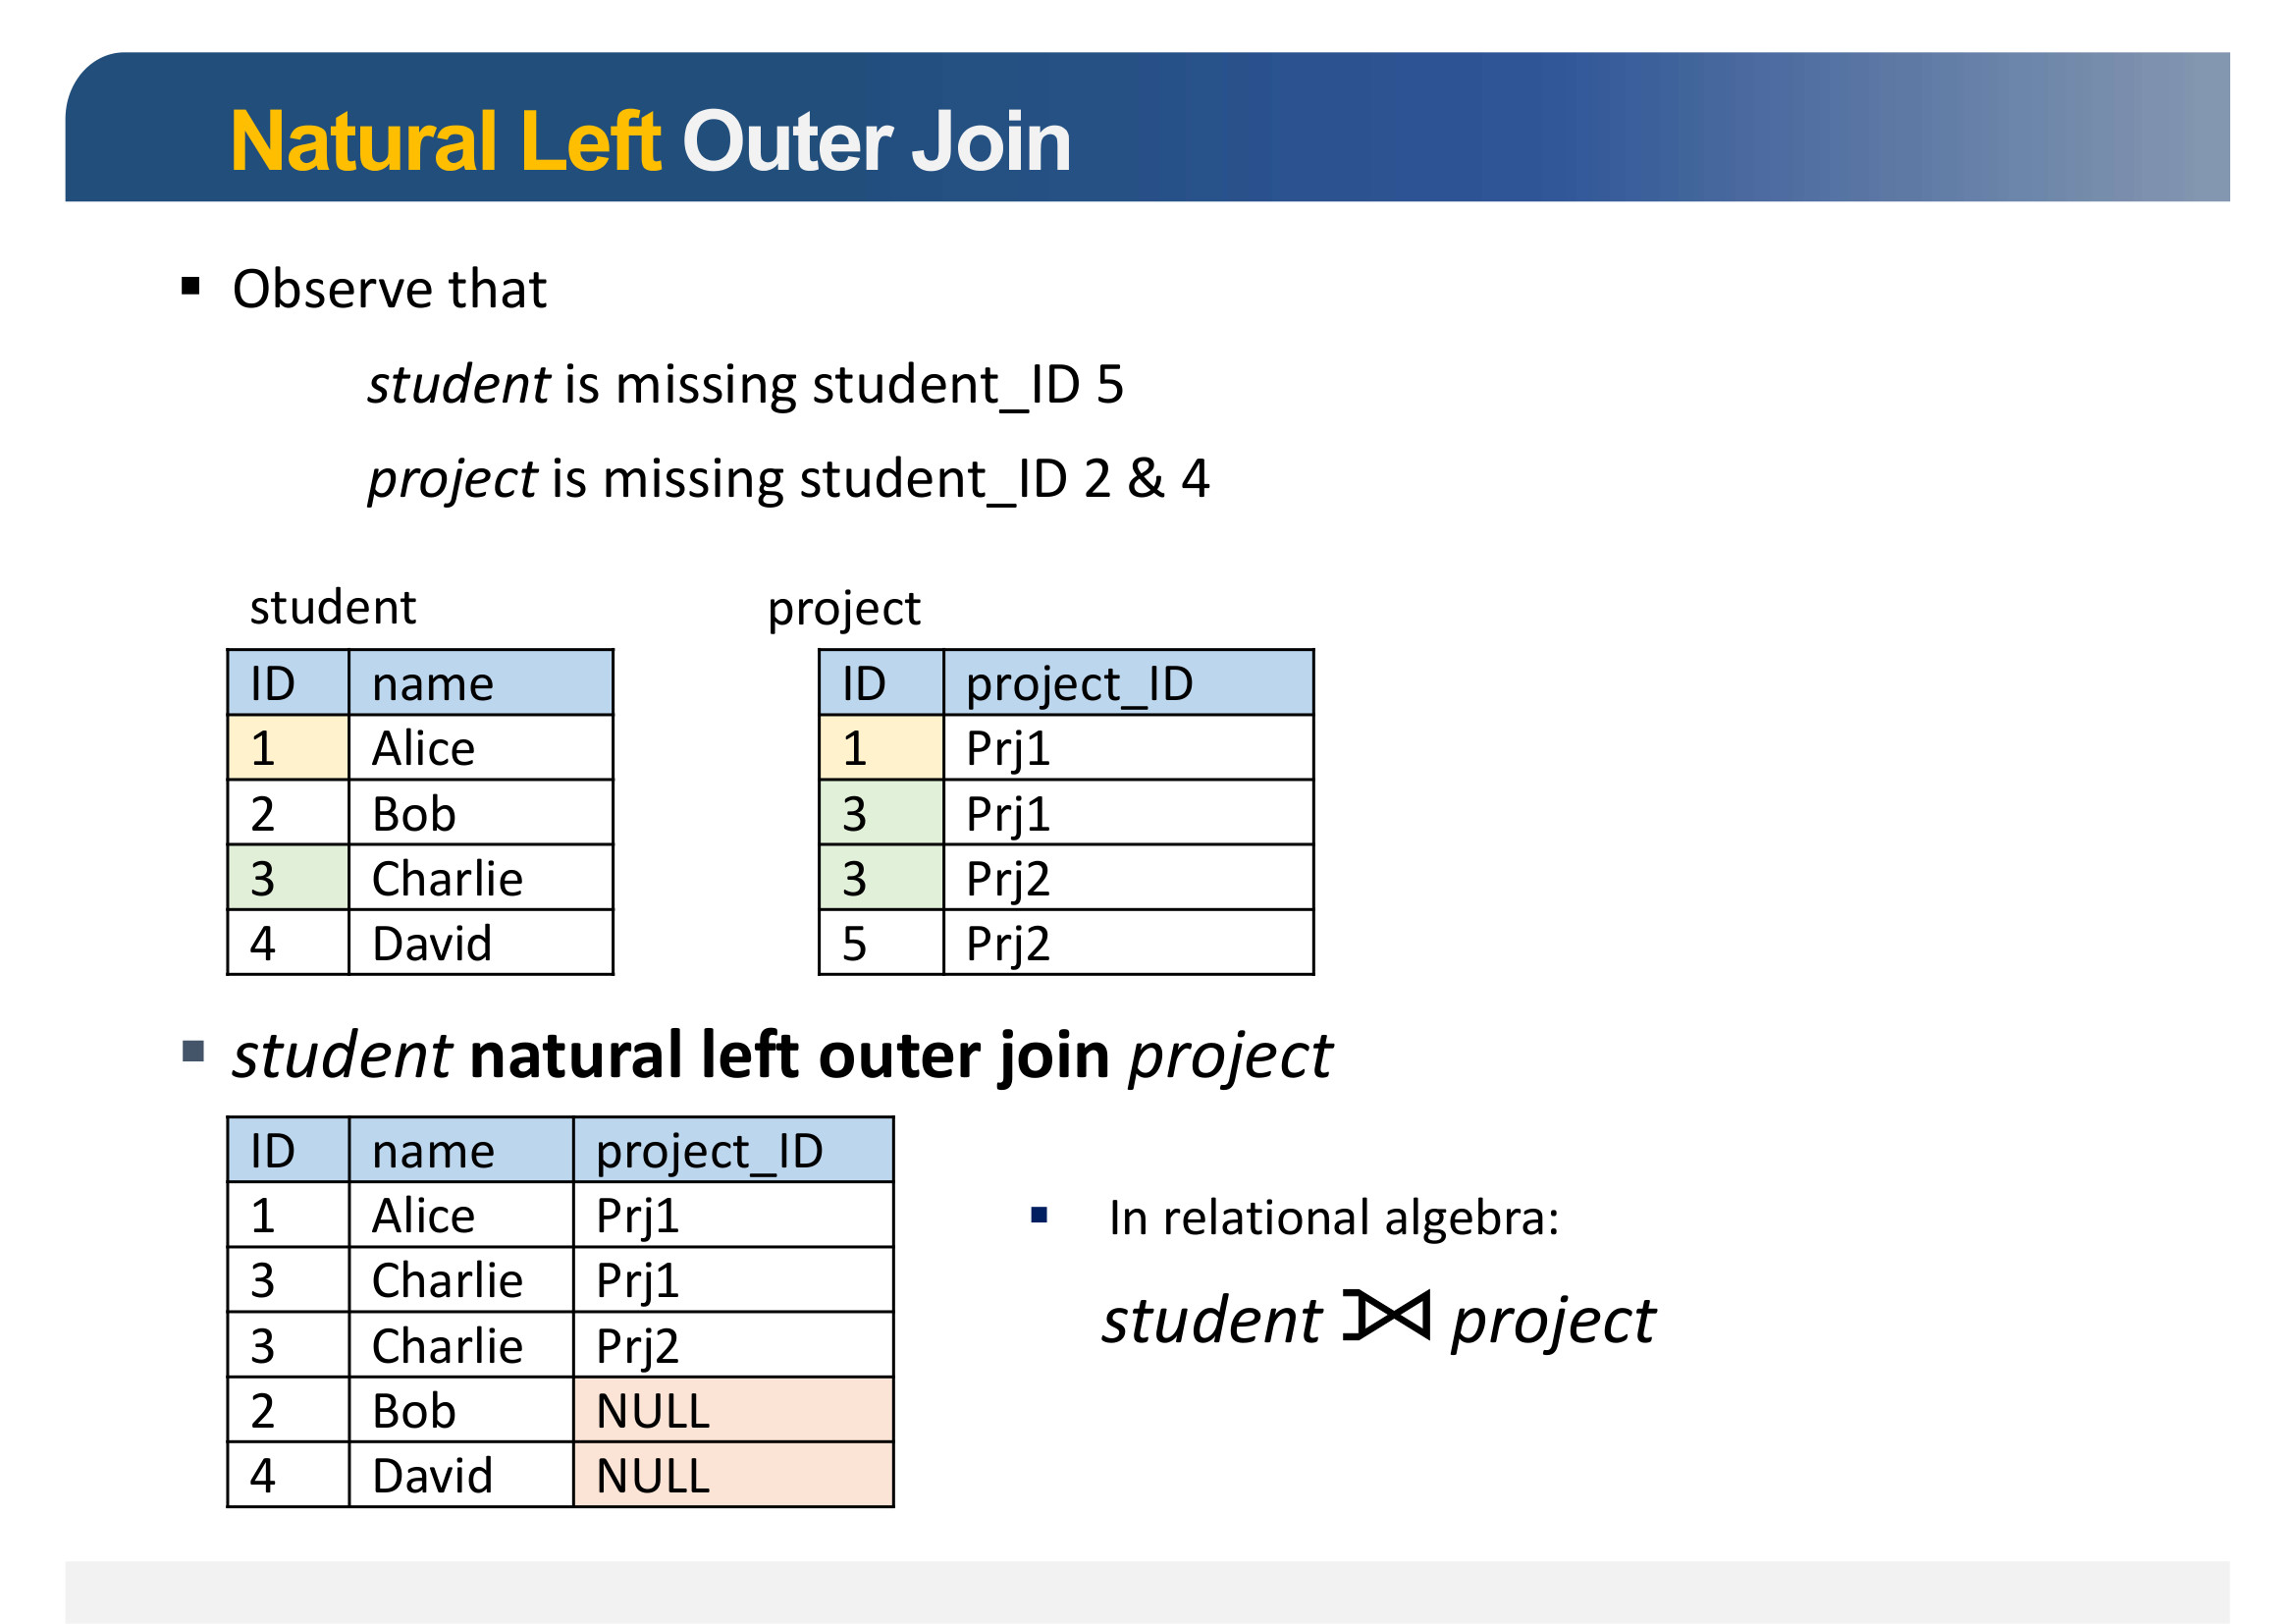 Natural Left Outer Join
▪ Observe that
student is missing student_ID 5
project is missing student_ID 2 & 4
student
ID name
1 Alice
2 Bob
3 Charlie
4 David
project
ID project_ID
1 Prj1
3 Prj1
3 Prj2
5 Prj2
▪ student natural left outer join project
ID name project_ID
1 Alice Prj1
3 Charlie Prj1
3 Charlie Prj2
2 Bob NULL
4 David NULL
▪ In relational algebra:
student ⟕ project